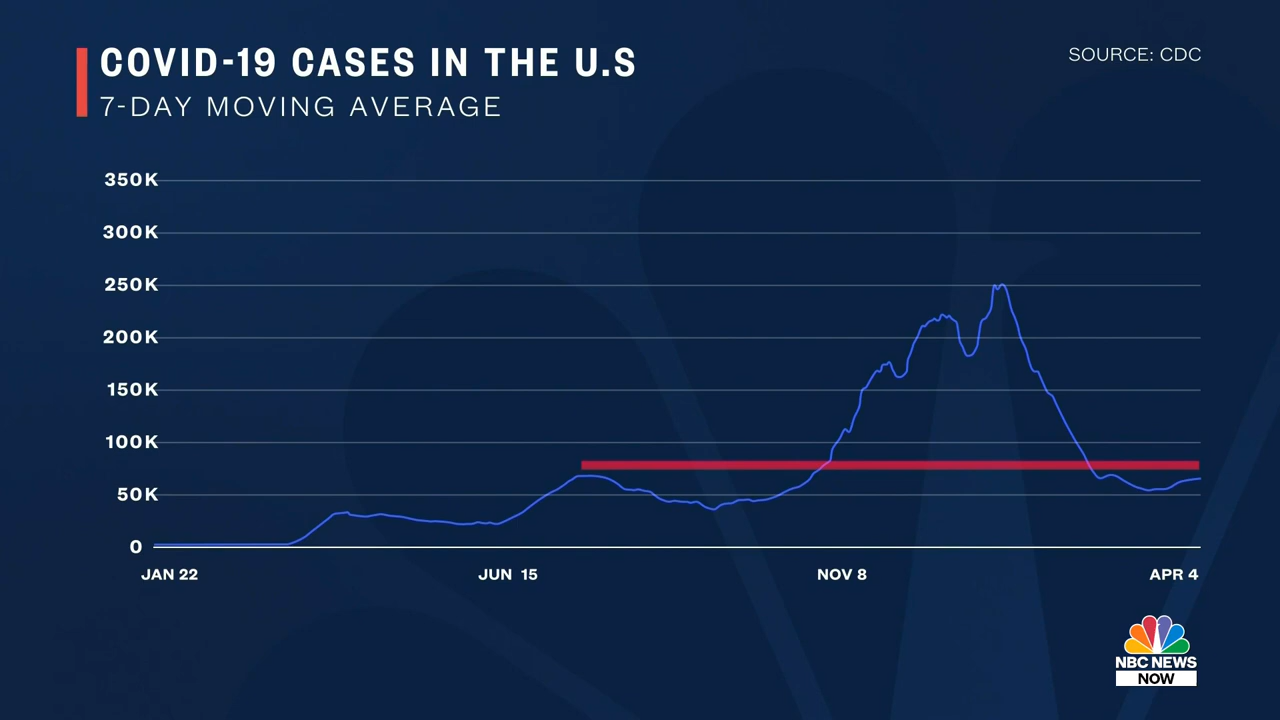 COVID-19 CASES IN THE U.S
7-DAY MOVING AVERAGE
SOURCE: CDC
350K
300K
250K
200K
150K
100K
50K
0
JAN 22
JUN 15
NOV 8
APR 4
NBC NEWS
NOW